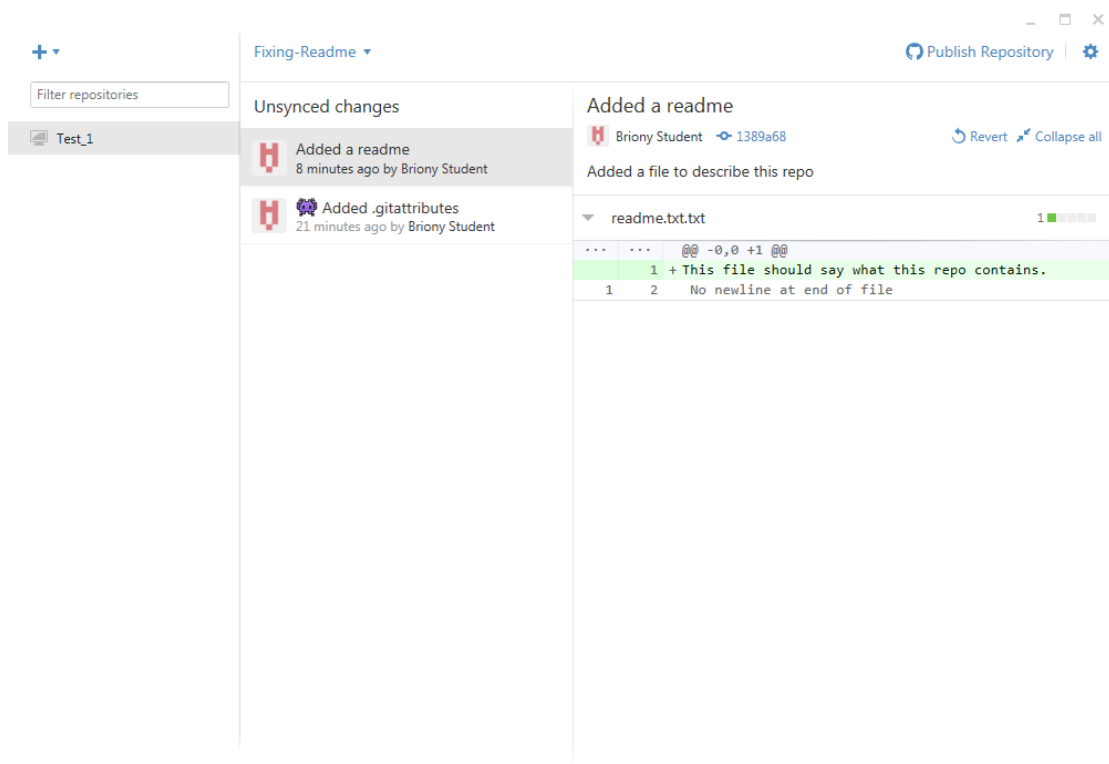 Fixing-Readme
Publish Repository
Filter repositories
Test_1
Unsynced changes
Added a readme
8 minutes ago by Briony Student
Added .gitattributes
21 minutes ago by Briony Student
Added a readme
Briony Student 1389a68 Revert Collapse all
Added a file to describe this repo
readme.txt.txt 1
... ... @@ -0,0 +1 @@
1 +This file should say what this repo contains.
1 2 No newline at end of file